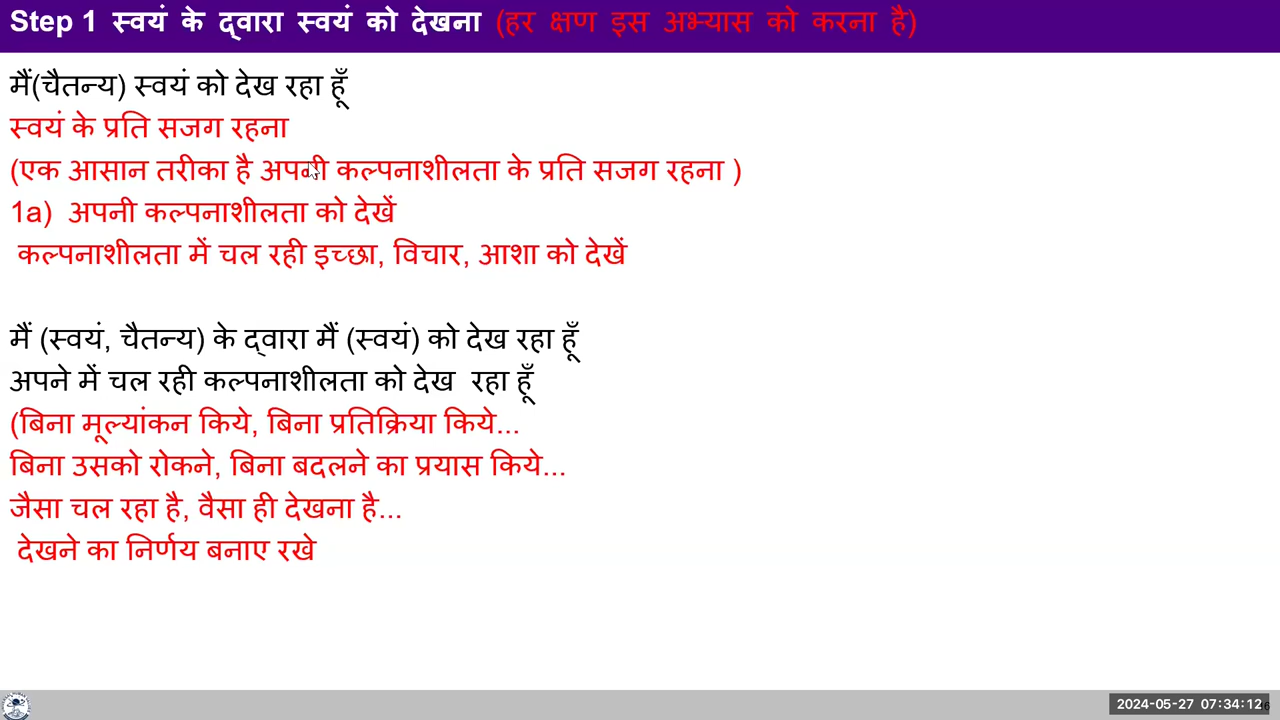 Step 1 स्वयं के द्वारा स्वयं को देखना (हर क्षण इस अभ्यास को करना है)
मैं(चैतन्य) स्वयं को देख रहा हूँ
स्वयं के प्रति सजग रहना
(एक आसान तरीका है अपनी कल्पनाशीलता के प्रति सजग रहना )
1a) अपनी कल्पनाशीलता को देखें
कल्पनाशीलता में चल रही इच्छा, विचार, आशा को देखें
मैं (स्वयं, चैतन्य) के द्वारा मैं (स्वयं) को देख रहा हूँ
अपने में चल रही कल्पनाशीलता को देख रहा हूँ
(बिना मूल्यांकन किये, बिना प्रतिक्रिया किये...
बिना उसको रोकने, बिना बदलने का प्रयास किये...
जैसा चल रहा है, वैसा ही देखना है...
देखने का निर्णय बनाए रखे
2024-05-27 07:34:12